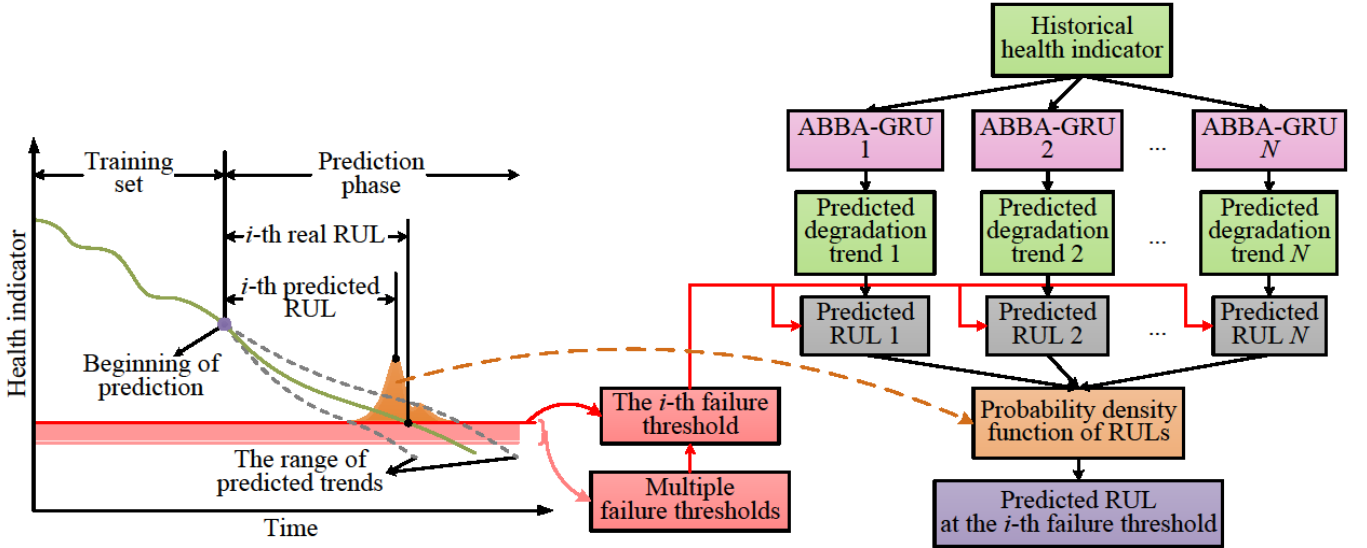 Training
set
Prediction
phase
i-th real RUL
i-th predicted
RUL
Health indicator
Beginning of
prediction
The range of
predicted trends
Time
The i-th failure
threshold
Multiple
failure thresholds
Historical
health indicator
ABBA-GRU
1
ABBA-GRU
2
...
ABBA-GRU
N
Predicted
degradation
trend 1
Predicted
degradation
trend 2
...
Predicted
degradation
trend N
Predicted
RUL 1
Predicted
RUL 2
...
Predicted
RUL N
Probability density
function of RULs
Predicted RUL
at the i-th failure threshold